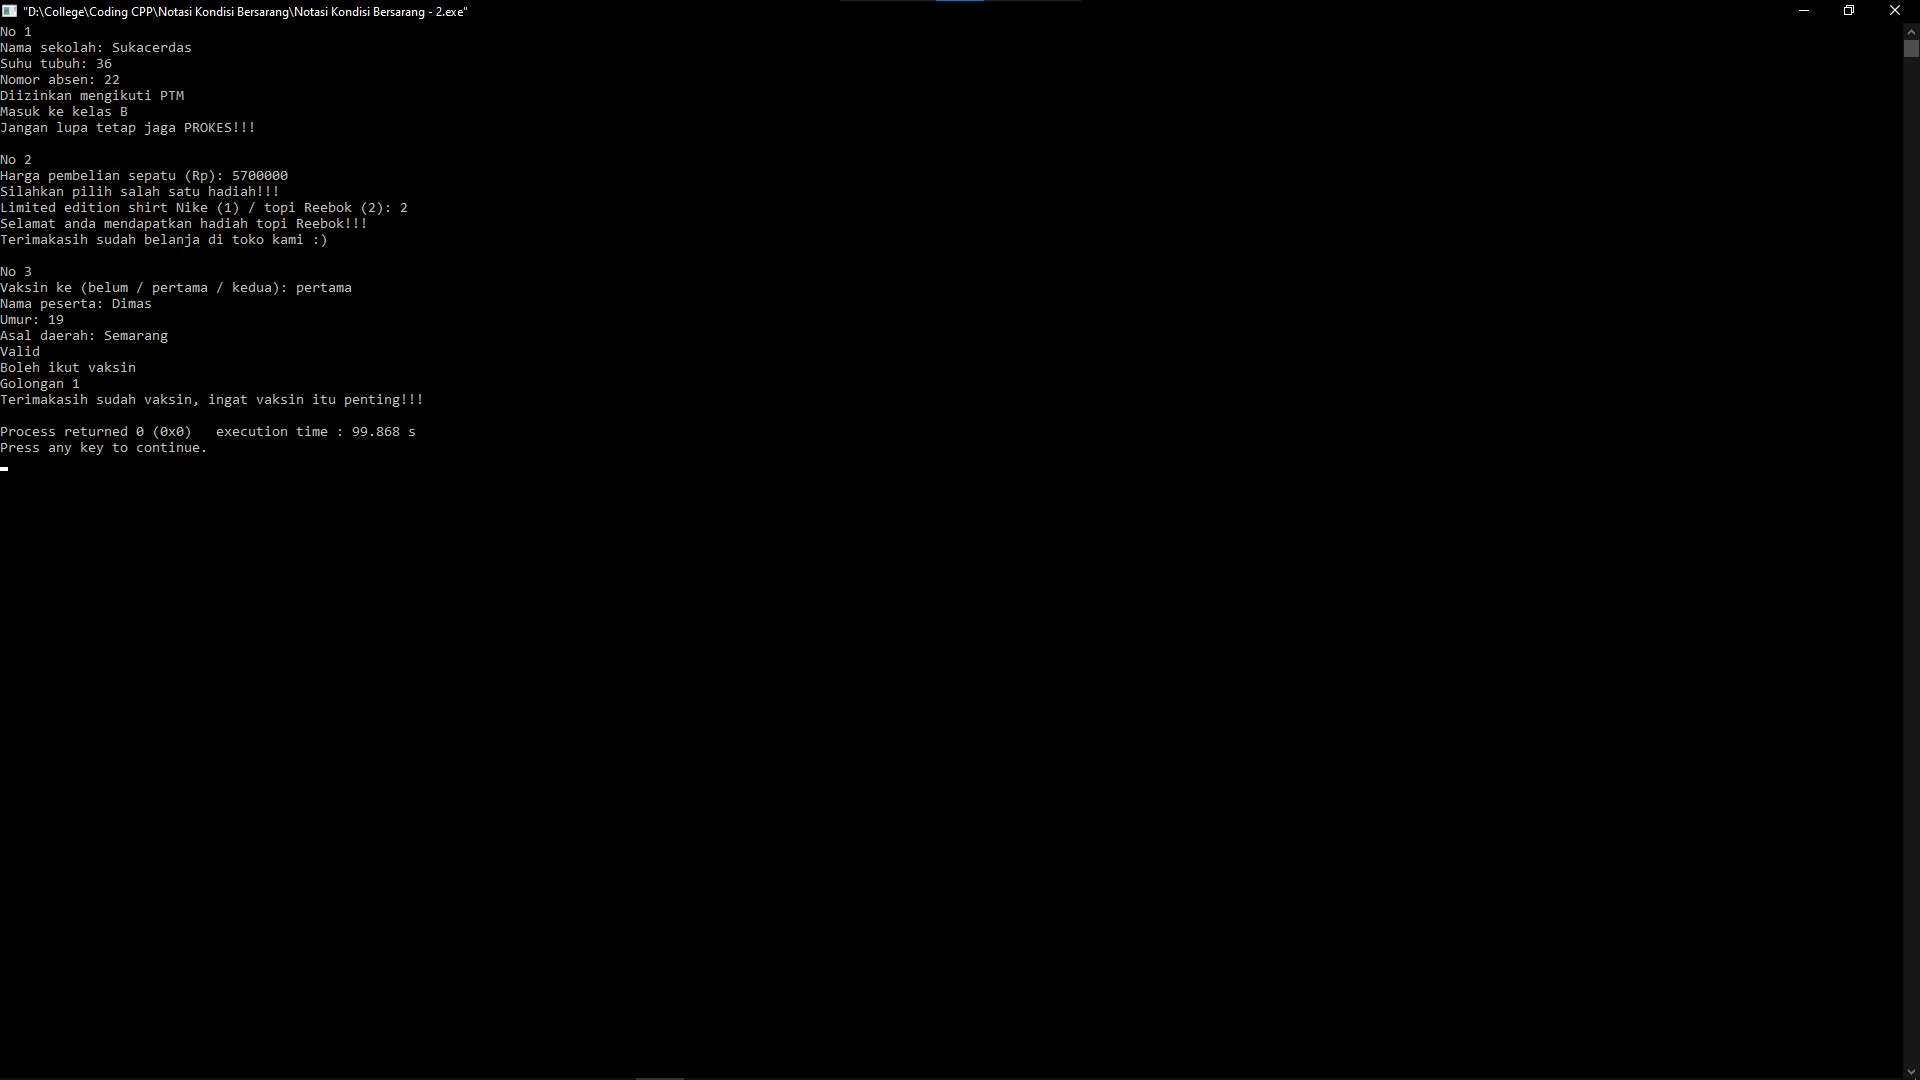 "D:\College\Coding CPP\Notasi Kondisi Bersarang\Notasi Kondisi Bersarang - 2.exe"
No 1
Nama sekolah: Sukacerdas
Suhu tubuh: 36
Nomor absen: 22
Diizinkan mengikuti PTM
Masuk ke kelas B
Jangan lupa tetap jaga PROKES!!!
No 2
Harga pembelian sepatu (Rp): 5700000
Silahkan pilih salah satu hadiah!!!
Limited edition shirt Nike (1) / topi Reebok (2): 2
Selamat anda mendapatkan hadiah topi Reebok!!!
Terimakasih sudah belanja di toko kami :)
No 3
Vaksin ke (belum / pertama / kedua): pertama
Nama peserta: Dimas
Umur: 19
Asal daerah: Semarang
Valid
Boleh ikut vaksin
Golongan 1
Terimakasih sudah vaksin, ingat vaksin itu penting!!!
Process returned 0 (0x0)   execution time : 99.868 s
Press any key to continue.